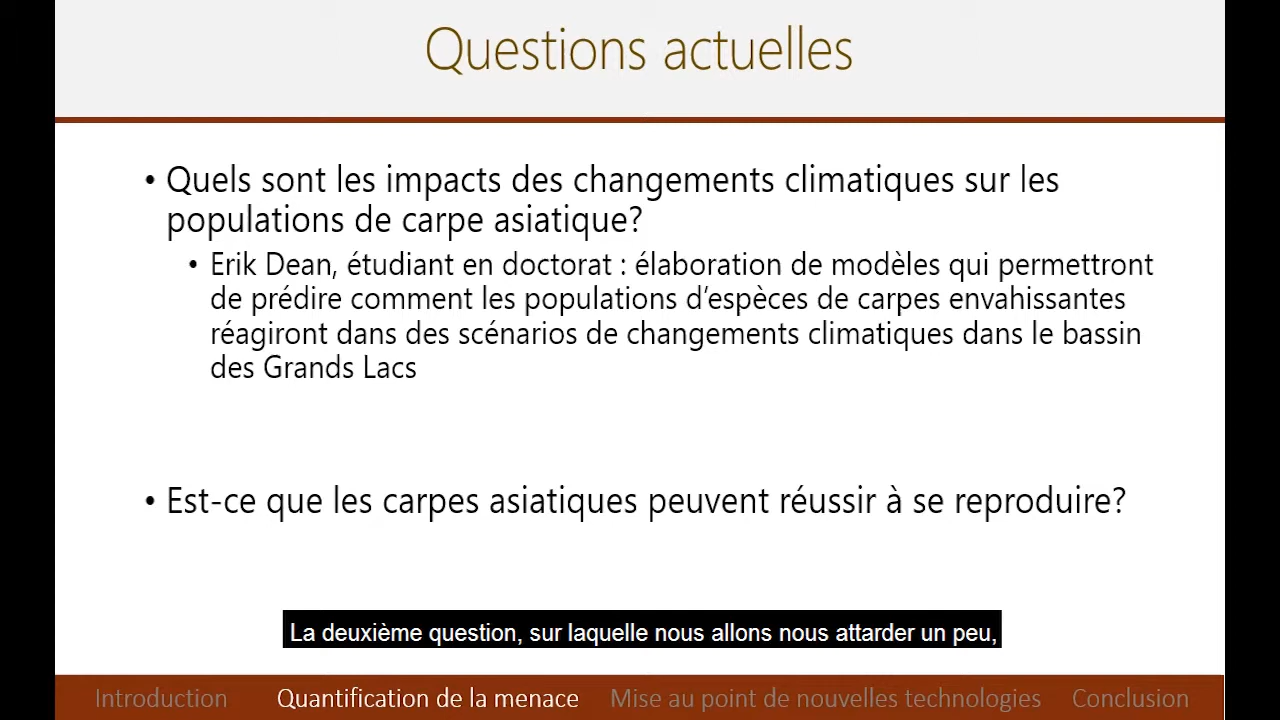 Questions actuelles
• Quels sont les impacts des changements climatiques sur les
populations de carpe asiatique?
• Erik Dean, étudiant en doctorat : élaboration de modèles qui permettront
de prédire comment les populations d’espèces de carpes envahissantes
réagiront dans des scénarios de changements climatiques dans le bassin
des Grands Lacs
• Est-ce que les carpes asiatiques peuvent réussir à se reproduire?
La deuxième question, sur laquelle nous allons nous attarder un peu,
Introduction Quantification de la menace Mise au point de nouvelles technologies Conclusion